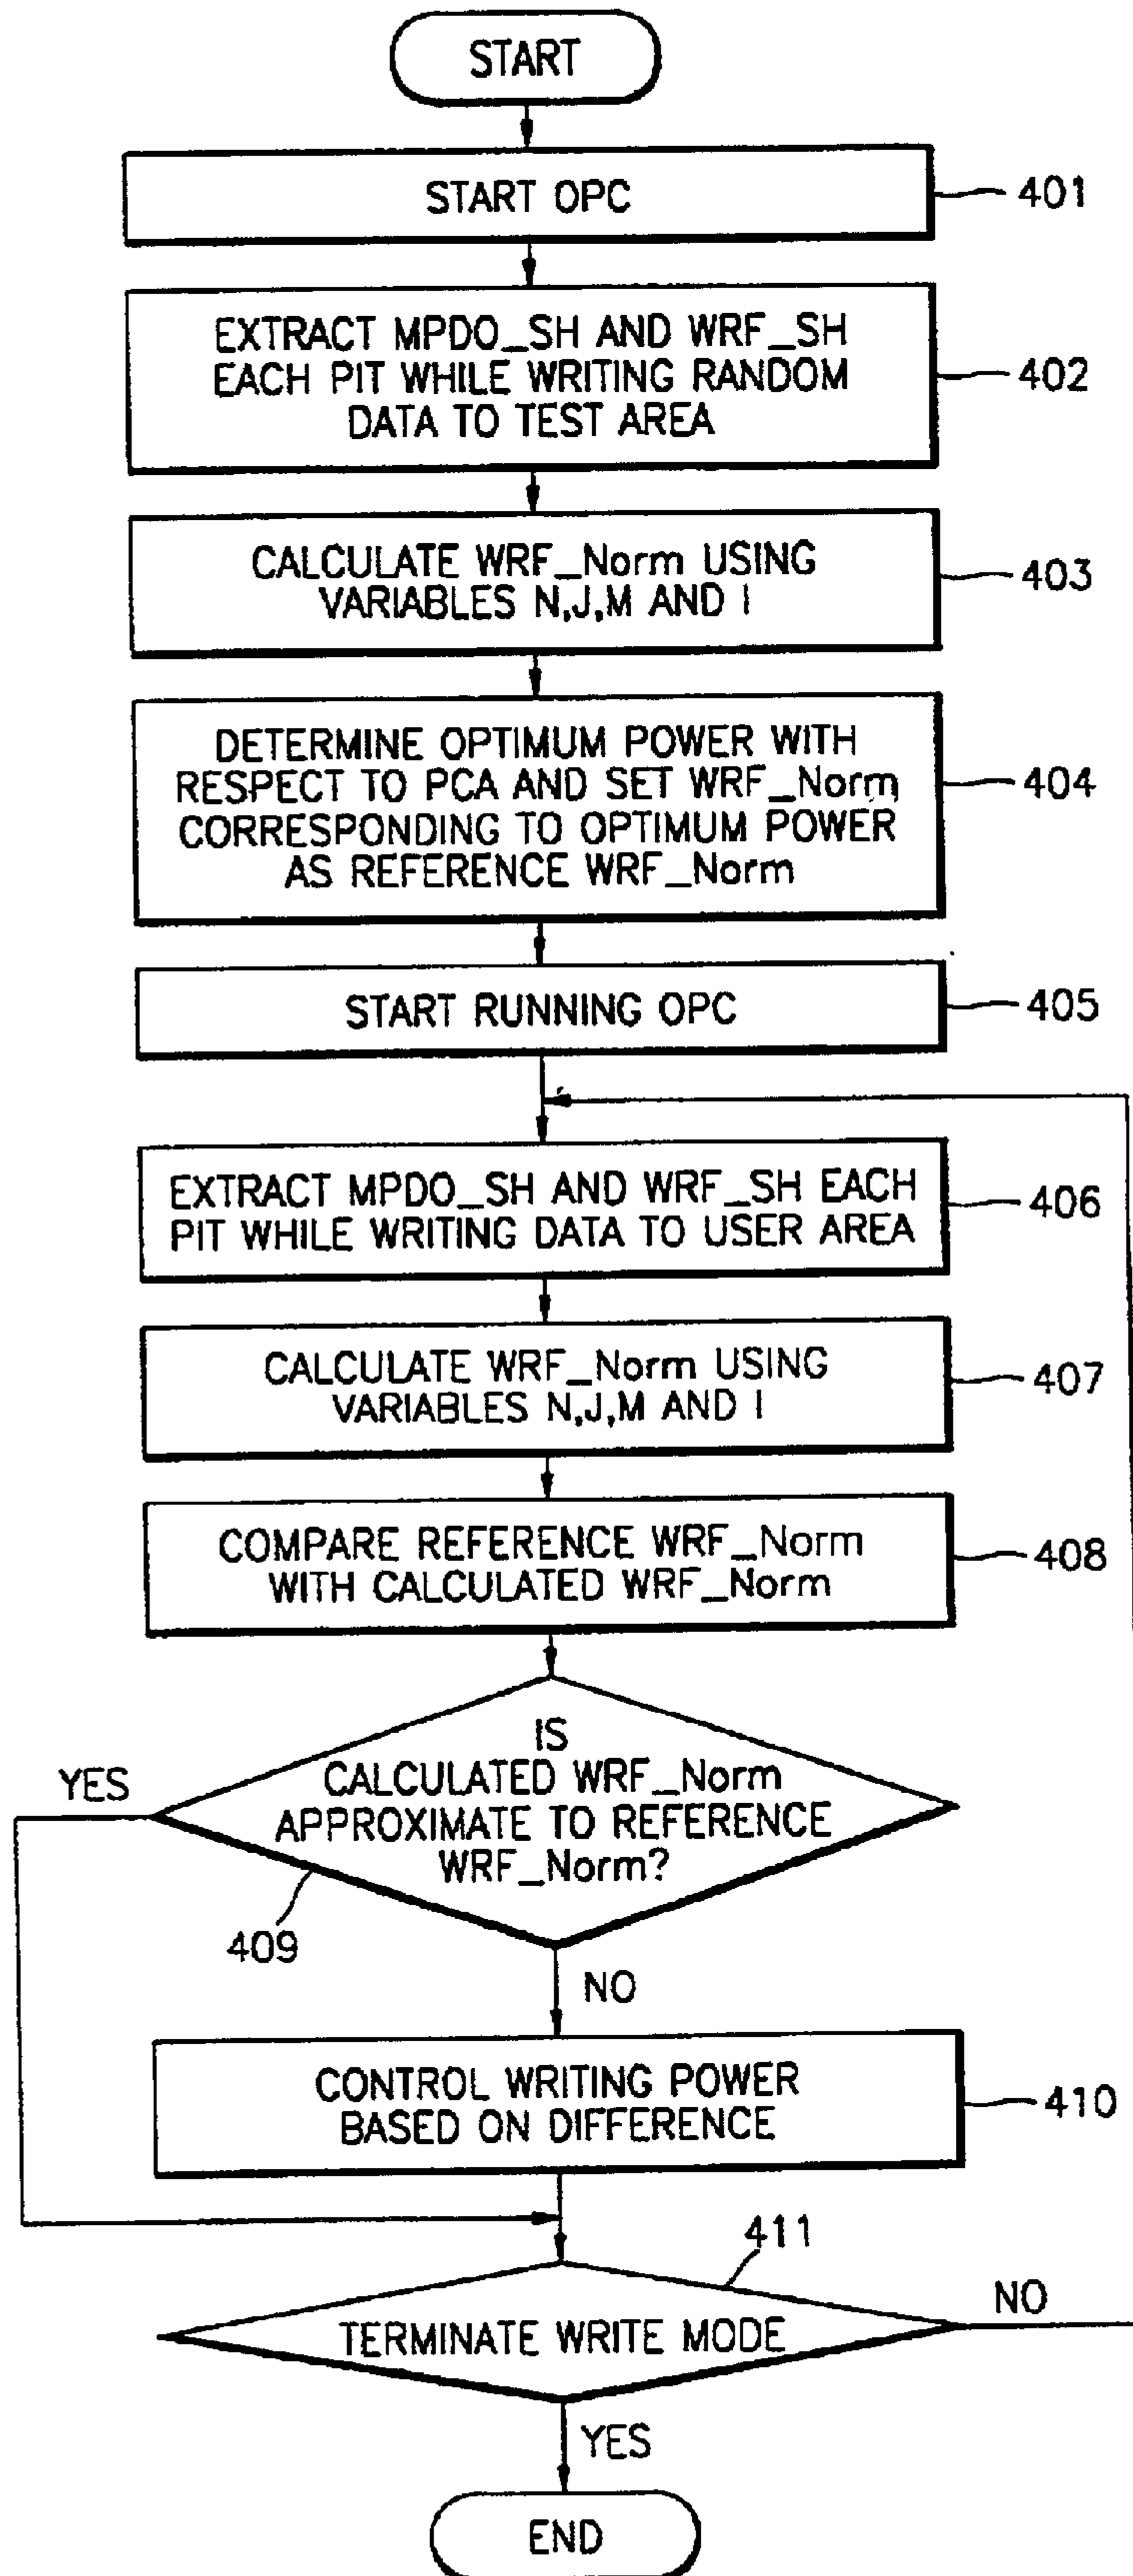 START
START OPC
401
EXTRACT MPDO_SH AND WRF_SH
EACH PIT WHILE WRITING RANDOM
DATA TO TEST AREA
402
CALCULATE WRF_Norm USING
VARIABLES N,J,M AND I
403
DETERMINE OPTIMUM POWER WITH
RESPECT TO PCA AND SET WRF_Norm
CORRESPONDING TO OPTIMUM POWER
AS REFERENCE WRF_Norm
404
START RUNNING OPC
405
EXTRACT MPDO_SH AND WRF_SH EACH
PIT WHILE WRITING DATA TO USER AREA
406
CALCULATE WRF_Norm USING
VARIABLES N,J,M AND I
407
COMPARE REFERENCE WRF_Norm
WITH CALCULATED WRF_Norm
408
IS
CALCULATED WRF_Norm
APPROXIMATE TO REFERENCE
WRF_Norm?
YES
409
NO
CONTROL WRITING POWER
BASED ON DIFFERENCE
410
411
TERMINATE WRITE MODE
NO
YES
END